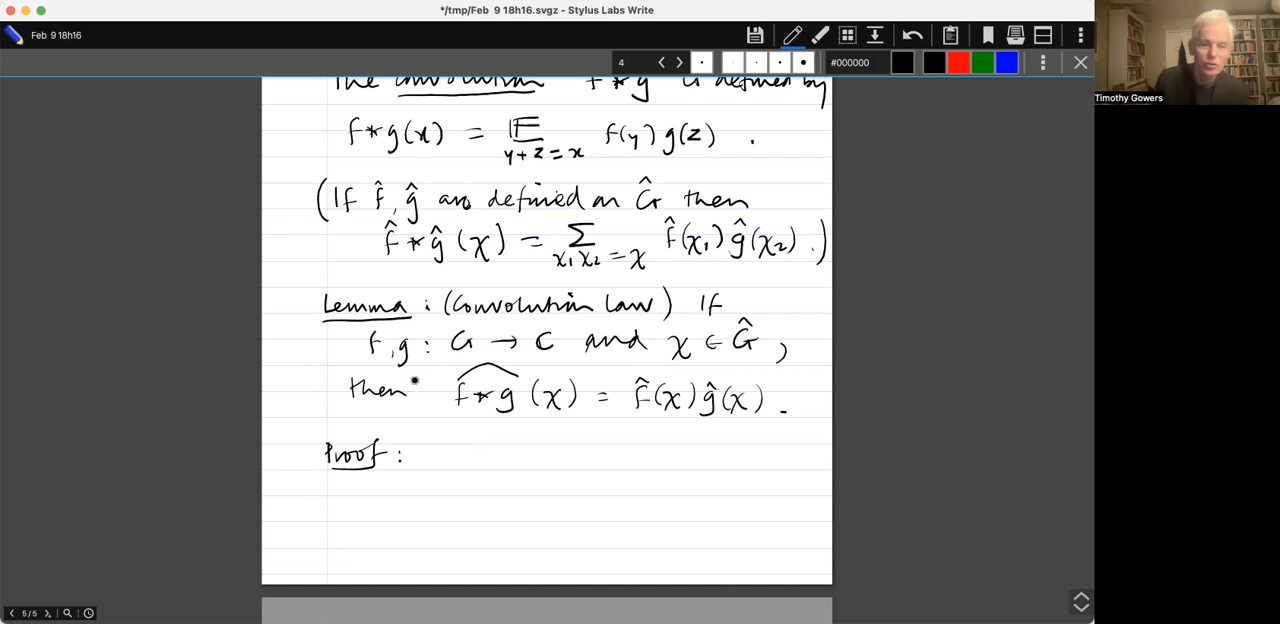 */tmp/Feb 9 18h16.svgz - Stylus Labs Write
Feb 9 18h16
4
#000000
Timothy Gowers
The convolution f*g is defined by
f*g(x) = 𝔼_{y+z=x} f(y)g(z).
(If f̂, ĝ are defined on Ĝ then
f̂*ĝ(χ) = Σ_{χ₁χ₂=χ} f̂(χ₁)ĝ(χ₂).)
Lemma: (Convolution law) If
f,g: G → C and χ ∈ Ĝ,
then \widehat{f*g}(χ) = f̂(χ)ĝ(χ).
Proof:
5/5